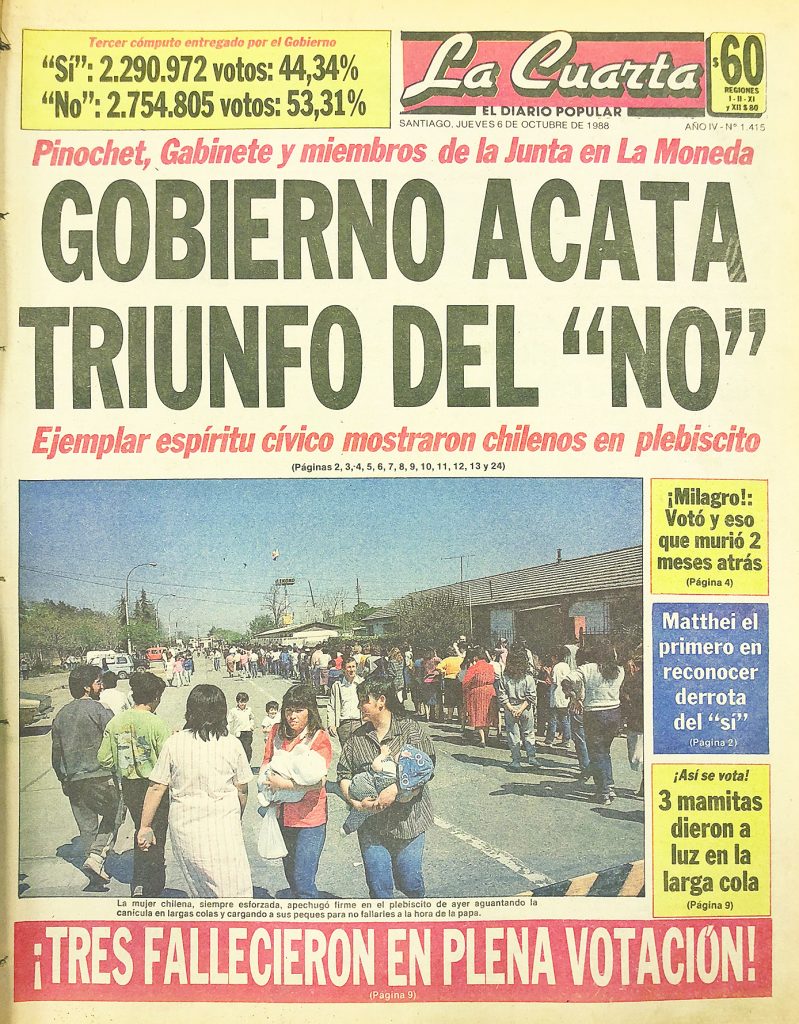 Tercer cómputo entregado por el Gobierno
“Sí”: 2.290.972 votos: 44,34%
“No”: 2.754.805 votos: 53,31%
La Cuarta
EL DIARIO POPULAR
SANTIAGO, JUEVES 6 DE OCTUBRE DE 1988
AÑO IV - N° 1.415
$60
REGIONES
I - II - XI
y XII $ 80
Pinochet, Gabinete y miembros de la Junta en La Moneda
GOBIERNO ACATA
TRIUNFO DEL “NO”
Ejemplar espíritu cívico mostraron chilenos en plebiscito
(Páginas 2, 3, 4, 5, 6, 7, 8, 9, 10, 11, 12, 13 y 24)
¡Milagro!:
Votó y eso
que murió 2
meses atrás
(Página 4)
Matthei el
primero en
reconocer
derrota
del “sí”
(Página 2)
¡Así se vota!
3 mamitas
dieron a
luz en la
larga cola
(Página 9)
La mujer chilena, siempre esforzada, apechugó firme en el plebiscito de ayer aguantando la
canícula en largas colas y cargando a sus peques para no fallarles a la hora de la papa.
¡TRES FALLECIERON EN PLENA VOTACIÓN!
(Página 9)